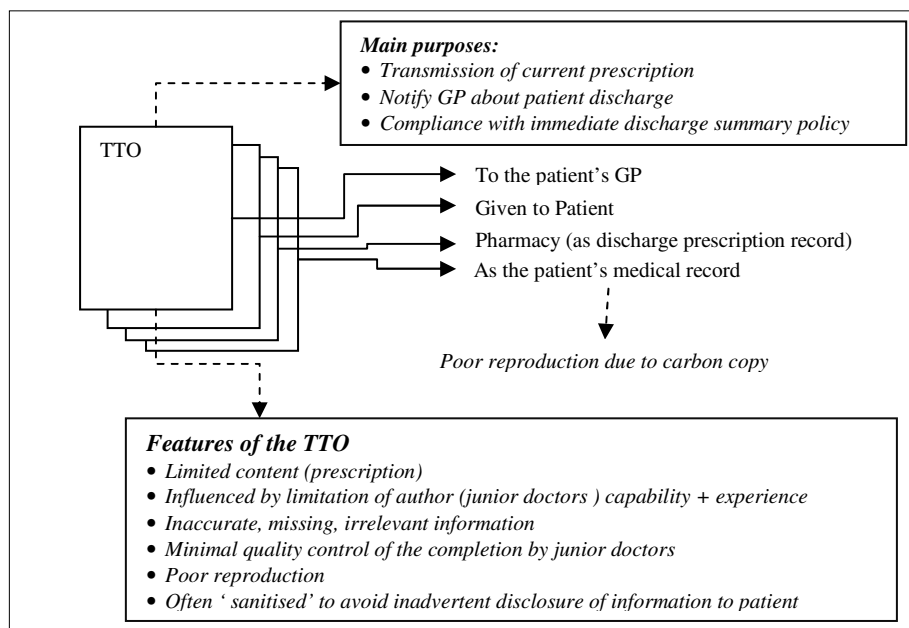 Main purposes:
• Transmission of current prescription
• Notify GP about patient discharge
• Compliance with immediate discharge summary policy
TTO
To the patient's GP
Given to Patient
Pharmacy (as discharge prescription record)
As the patient's medical record
Poor reproduction due to carbon copy
Features of the TTO
• Limited content (prescription)
• Influenced by limitation of author (junior doctors ) capability + experience
• Inaccurate, missing, irrelevant information
• Minimal quality control of the completion by junior doctors
• Poor reproduction
• Often ‘ sanitised’ to avoid inadvertent disclosure of information to patient